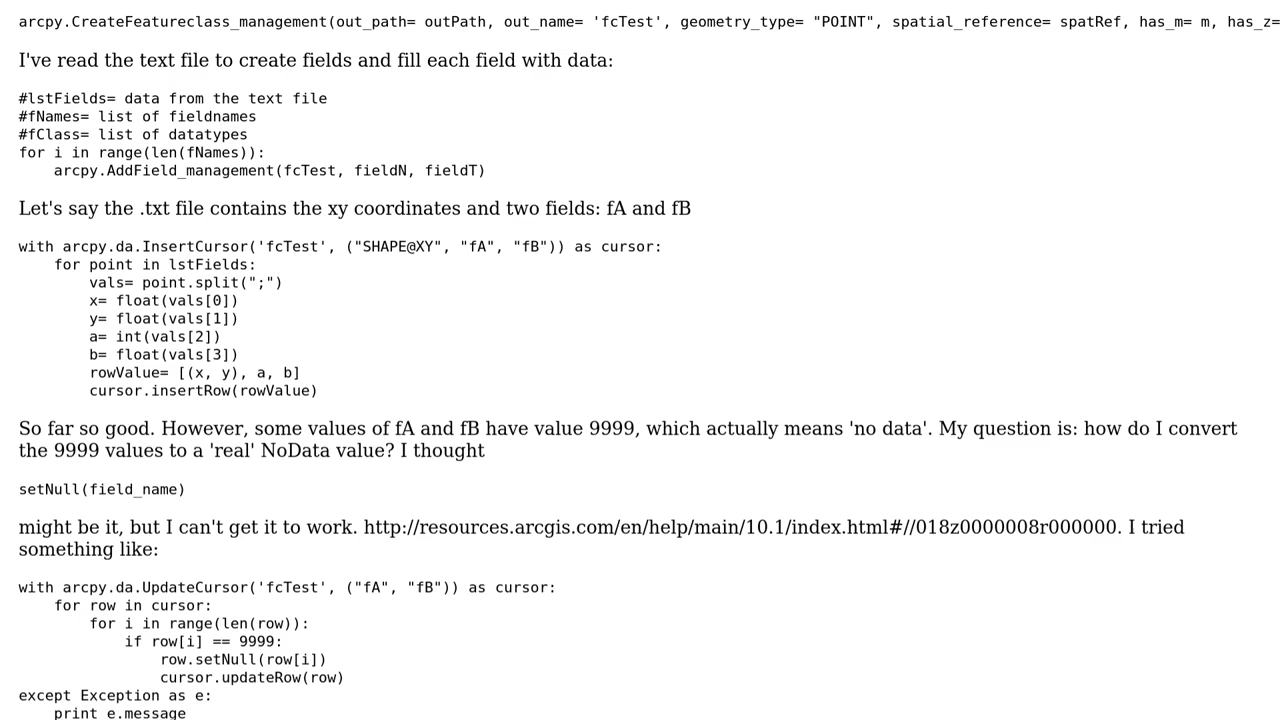 arcpy.CreateFeatureclass_management(out_path= outPath, out_name= 'fcTest', geometry_type= "POINT", spatial_reference= spatRef, has_m= m, has_z=
I've read the text file to create fields and fill each field with data:
#lstFields= data from the text file
#fNames= list of fieldnames
#fClass= list of datatypes
for i in range(len(fNames)):
    arcpy.AddField_management(fcTest, fieldN, fieldT)
Let's say the .txt file contains the xy coordinates and two fields: fA and fB
with arcpy.da.InsertCursor('fcTest', ("SHAPE@XY", "fA", "fB")) as cursor:
    for point in lstFields:
        vals= point.split(";")
        x= float(vals[0])
        y= float(vals[1])
        a= int(vals[2])
        b= float(vals[3])
        rowValue= [(x, y), a, b]
        cursor.insertRow(rowValue)
So far so good. However, some values of fA and fB have value 9999, which actually means 'no data'. My question is: how do I convert
the 9999 values to a 'real' NoData value? I thought
setNull(field_name)
might be it, but I can't get it to work. http://resources.arcgis.com/en/help/main/10.1/index.html#//018z0000008r000000. I tried
something like:
with arcpy.da.UpdateCursor('fcTest', ("fA", "fB")) as cursor:
    for row in cursor:
        for i in range(len(row)):
            if row[i] == 9999:
                row.setNull(row[i])
                cursor.updateRow(row)
except Exception as e:
    print e.message